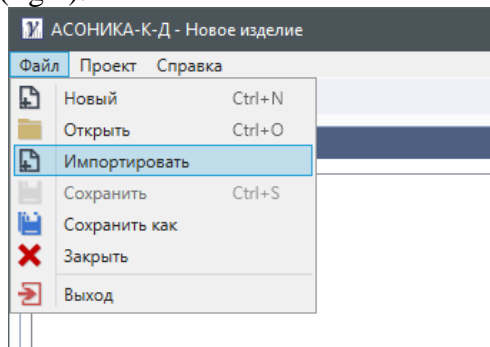 АСОНИКА-К-Д - Новое изделие
Файл Проект Справка
Новый Ctrl+N
Открыть Ctrl+O
Импортировать
Сохранить Ctrl+S
Сохранить как
Закрыть
Выход